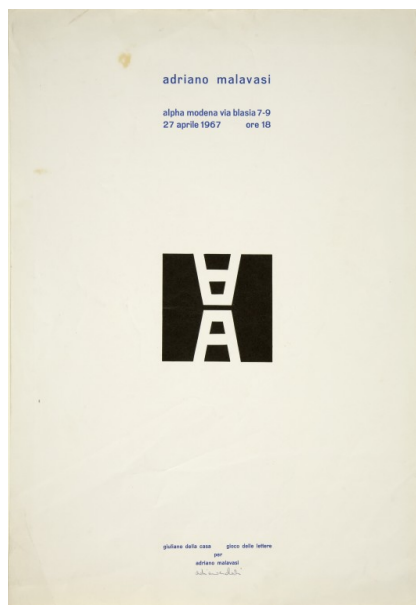 adriano malavasi
alpha modena via blasia 7-9
27 aprile 1967 ore 18
A
A
giuliano della casa gioco delle lettere
per
adriano malavasi